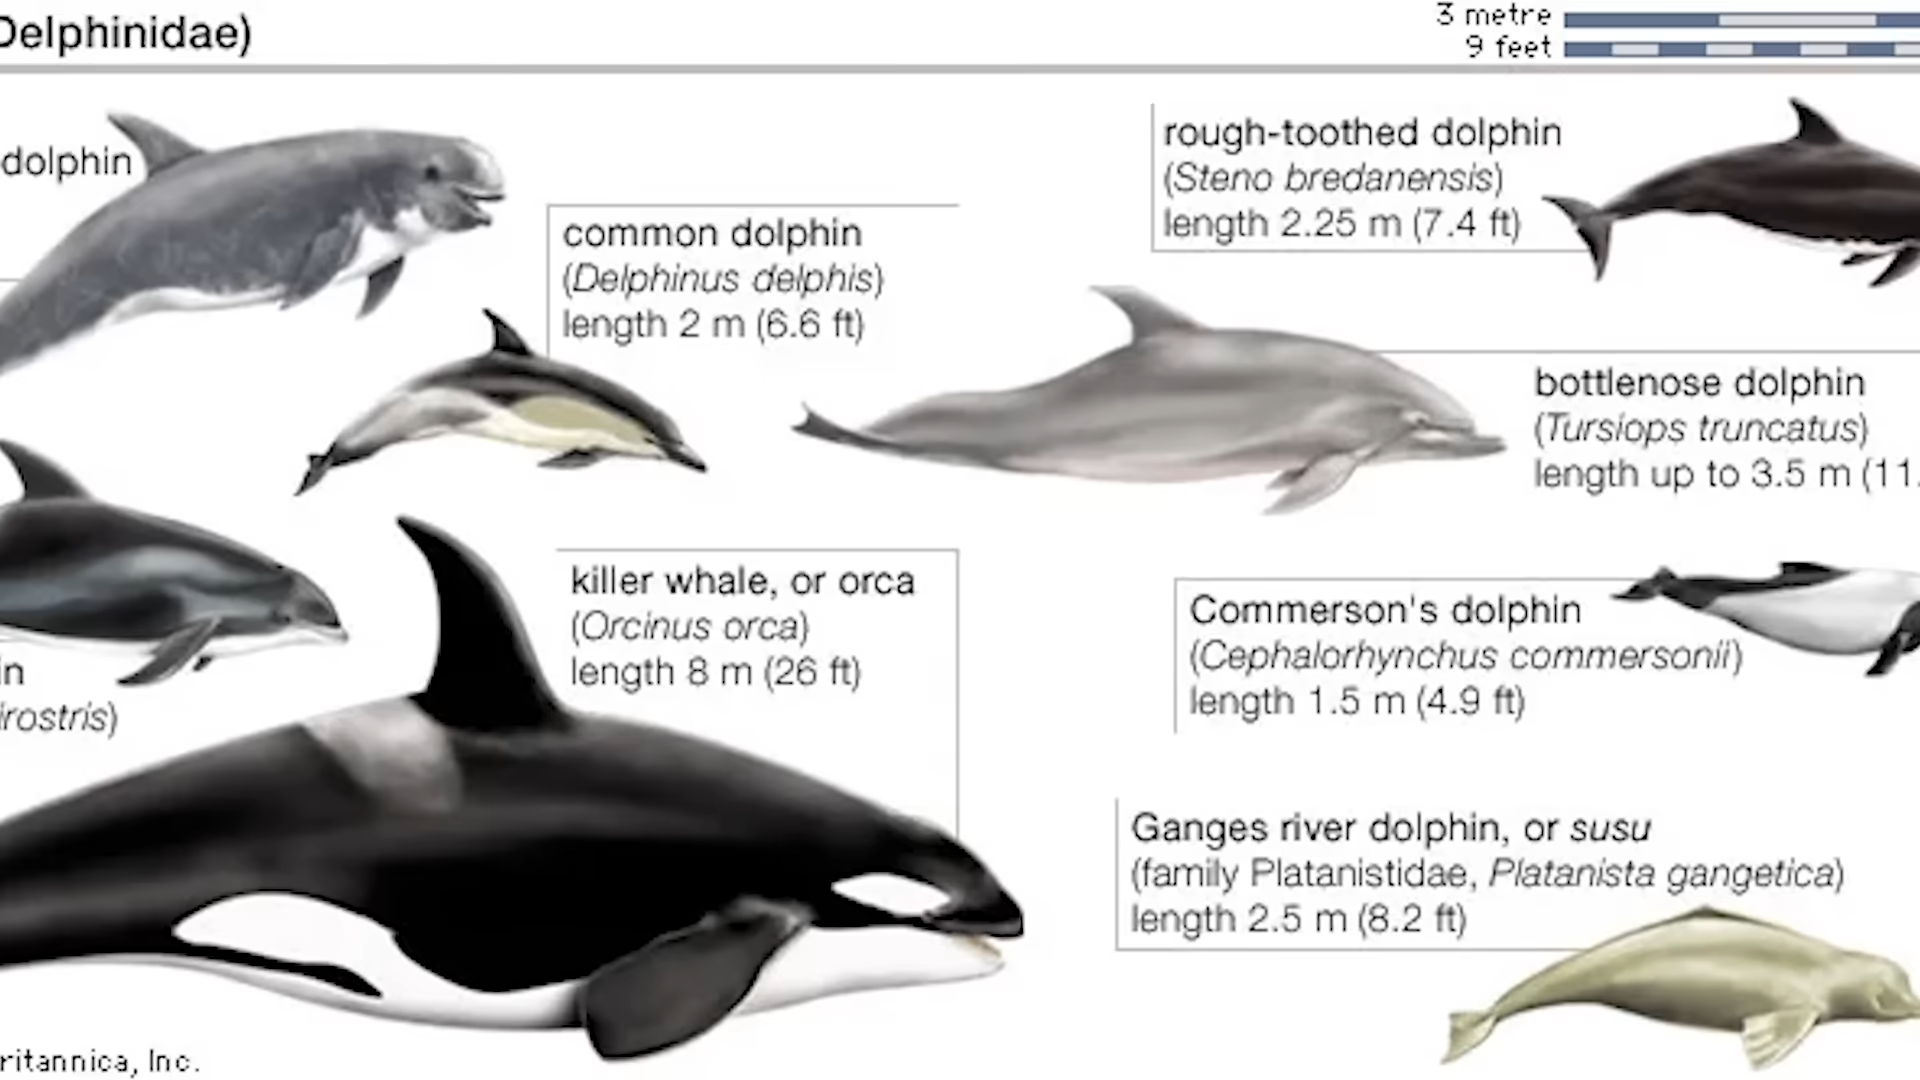 Delphinidae)
3 metre
9 feet
dolphin
common dolphin
(Delphinus delphis)
length 2 m (6.6 ft)
rough-toothed dolphin
(Steno bredanensis)
length 2.25 m (7.4 ft)
bottlenose dolphin
(Tursiops truncatus)
length up to 3.5 m (11.
in
irostris)
killer whale, or orca
(Orcinus orca)
length 8 m (26 ft)
Commerson's dolphin
(Cephalorhynchus commersonii)
length 1.5 m (4.9 ft)
Ganges river dolphin, or susu
(family Platanistidae, Platanista gangetica)
length 2.5 m (8.2 ft)
ritannica, Inc.